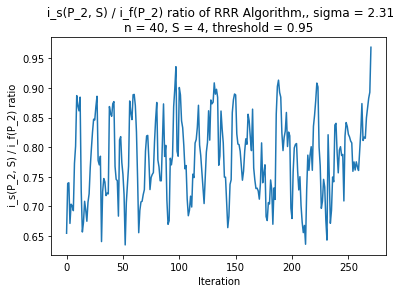 i_s(P_2, S) / i_f(P_2) ratio of RRR Algorithm,, sigma = 2.31
n = 40, S = 4, threshold = 0.95
i_s(P_2, S) / i_f(P_2) ratio
0.95
0.90
0.85
0.80
0.75
0.70
0.65
0 50 100 150 200 250
Iteration